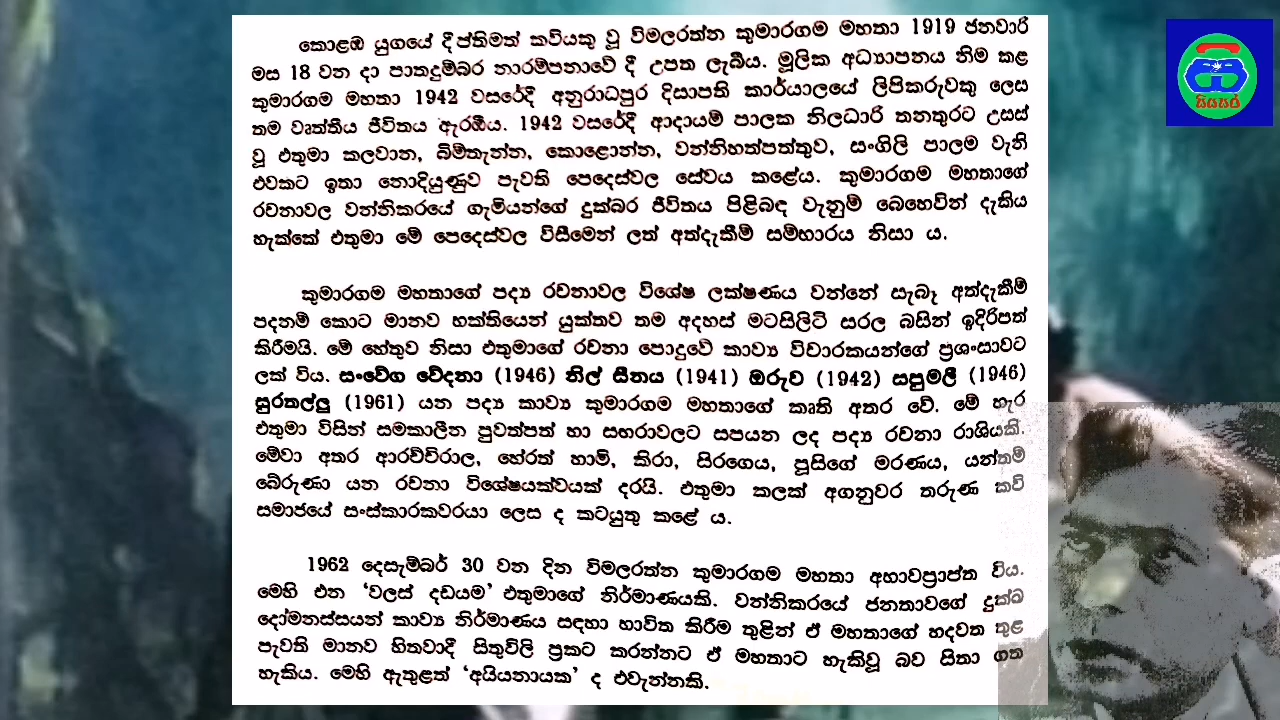 කොළඹ යුගයේ දීප්තිමත් කවියකු වූ විමලරත්න කුමාරගම මහතා 1919 ජනවාරි
මස 18 වන දා පාතදුම්බර නාරම්පනාවේ දී උපත ලැබීය. මූලික අධ්‍යාපනය නිම කළ
කුමාරගම මහතා 1942 වසරේදී අනුරාධපුර දිසාපති කාර්යාලයේ ලිපිකරුවකු ලෙස
තම වෘත්තීය ජීවිතය ඇරඹීය. 1942 වසරේදී ආදායම් පාලක නිලධාරි තනතුරට උසස්
වූ එතුමා කලවාන, බිම්තැන්න, කොළොන්න, වන්නිහත්පත්තුව, සංගිලි පාලම වැනි
එවකට ඉතා නොදියුණුව පැවති පෙදෙස්වල සේවය කළේය. කුමාරගම මහතාගේ
රචනාවල වන්නිකරයේ ගැමියන්ගේ දුක්බර ජීවිතය පිළිබඳ වැනුම් බෙහෙවින් දැකිය
හැක්කේ එතුමා මේ පෙදෙස්වල විසීමෙන් ලත් අත්දැකීම් සම්භාරය නිසා ය.
කුමාරගම මහතාගේ පද්‍ය රචනාවල විශේෂ ලක්ෂණය වන්නේ සැබෑ අත්දැකීම්
පදනම් කොට මානව භක්තියෙන් යුක්තව තම අදහස් මටසිලිටි සරල බසින් ඉදිරිපත්
කිරීමයි. මේ හේතුව නිසා එතුමාගේ රචනා පොදුවේ කාව්‍ය විචාරකයන්ගේ ප්‍රශංසාවට
ලක් විය. සංවේග වේදනා (1946) නිල් සීනය (1941) ඔරුව (1942) සපුමලී (1946)
සුරතල්ලු (1961) යන පද්‍ය කාව්‍ය කුමාරගම මහතාගේ කෘති අතර වේ. මේ හැර
එතුමා විසින් සමකාලීන පුවත්පත් හා සඟරාවලට සපයන ලද පද්‍ය රචනා රාශියකි.
මේවා අතර ආරච්චිරාල, හේරත් හාමි, කිරා, සිරගෙය, පූසිගේ මරණය, යන්තම්
බේරුණා යන රචනා විශේෂයක්වයක් දරයි. එතුමා කලක් අගනුවර තරුණ කවි
සමාජයේ සංස්කාරකවරයා ලෙස ද කටයුතු කළේ ය.
1962 දෙසැම්බර් 30 වන දින විමලරත්න කුමාරගම මහතා අභාවප්‍රාප්ත විය.
මෙහි එන ‘වලස් දඩයම’ එතුමාගේ නිර්මාණයකි. වන්නිකරයේ ජනතාවගේ දුක්ඛ
දෝමනස්සයන් කාව්‍ය නිර්මාණය සඳහා භාවිත කිරීම තුළින් ඒ මහතාගේ හදවත තුළ
පැවති මානව හිතවාදී සිතුවිලි ප්‍රකට කරන්නට ඒ මහතාට හැකිවූ බව සිතා ගත
හැකිය. මෙහි ඇතුළත් ‘අයියනායක’ ද එවැන්නකි.
සියසර